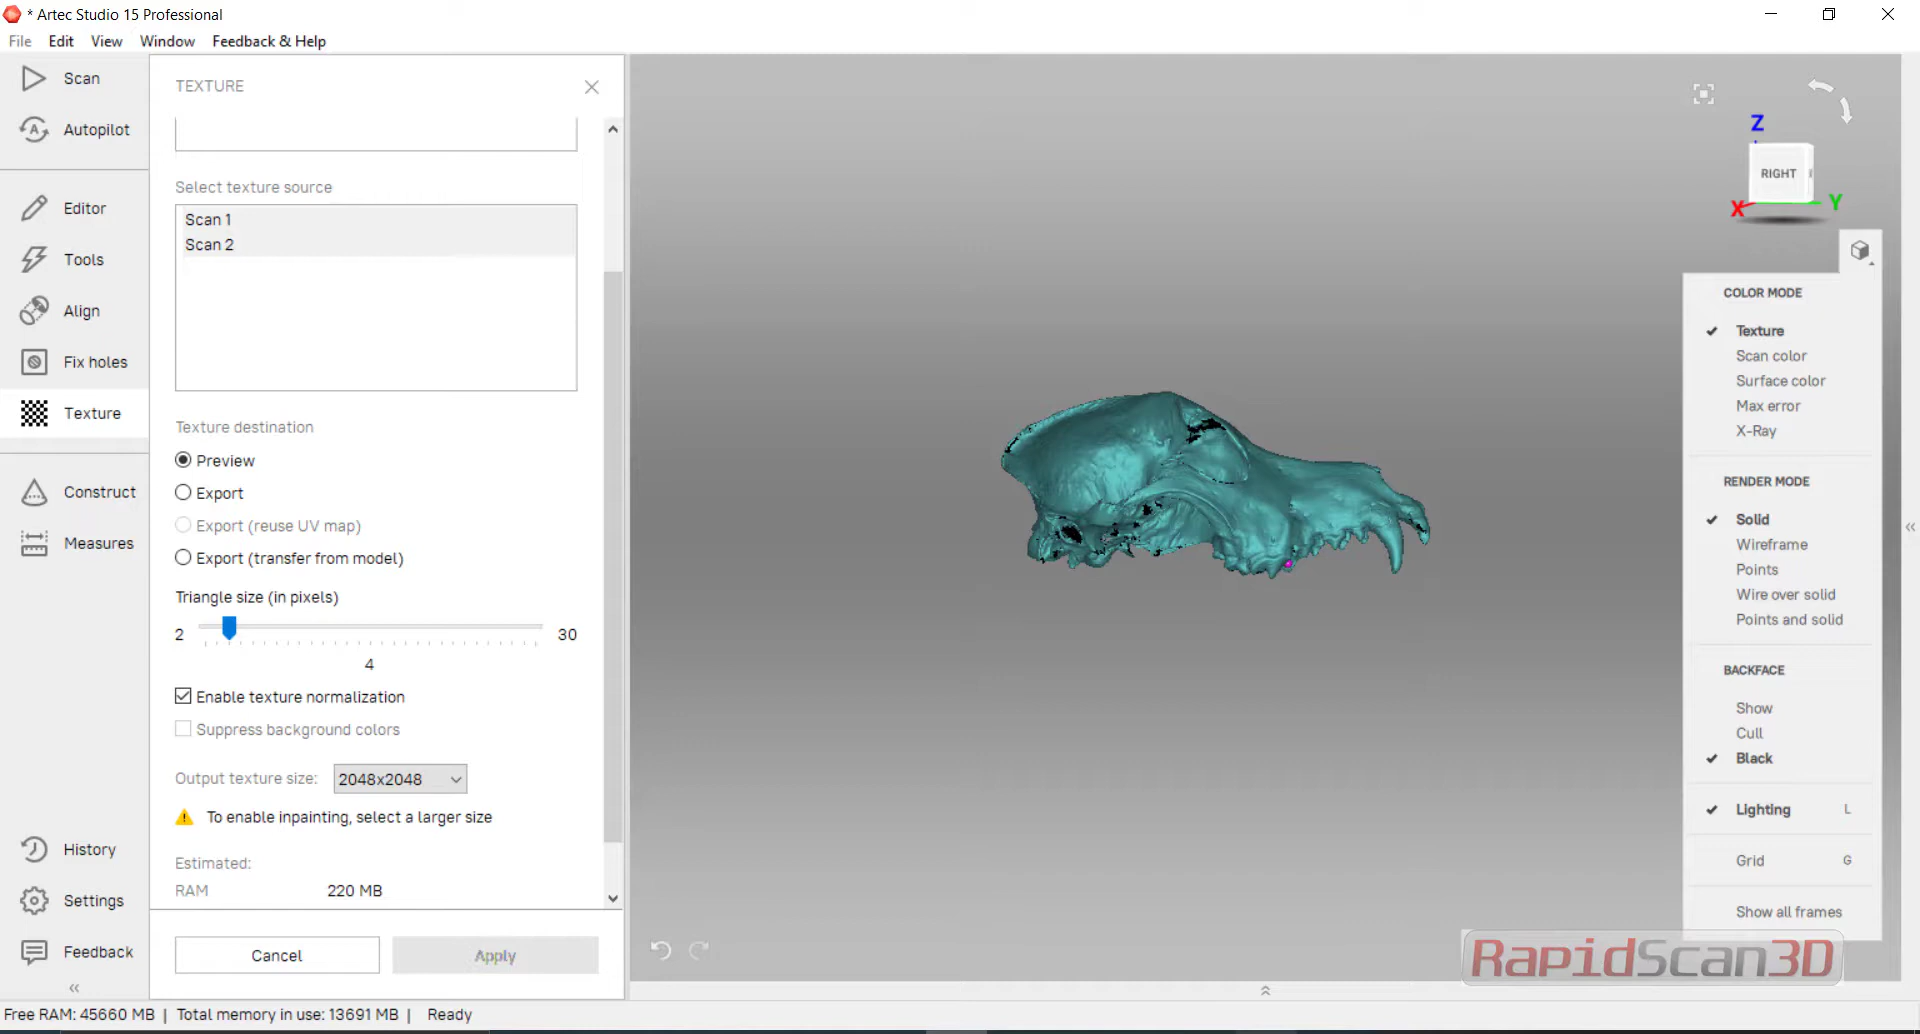 * Artec Studio 15 Professional
File Edit View Window Feedback & Help
Scan
Autopilot
Editor
Tools
Align
Fix holes
Texture
Construct
Measures
History
Settings
Feedback
TEXTURE
Select texture source
Scan 1
Scan 2
Texture destination
Preview
Export
Export (reuse UV map)
Export (transfer from model)
Triangle size (in pixels)
2 30
4
Enable texture normalization
Suppress background colors
Output texture size: 2048x2048
To enable inpainting, select a larger size
Estimated:
RAM 220 MB
Cancel Apply
Z
RIGHT
X Y
COLOR MODE
Texture
Scan color
Surface color
Max error
X-Ray
RENDER MODE
Solid
Wireframe
Points
Wire over solid
Points and solid
BACKFACE
Show
Cull
Black
Lighting L
Grid G
Show all frames
RapidScan3D
Free RAM: 45660 MB | Total memory in use: 13691 MB | Ready